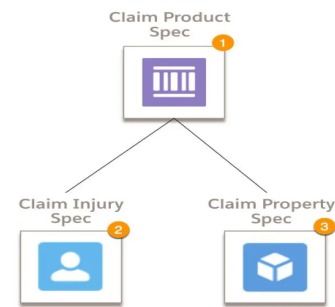 Claim Product
Spec
1
Claim Injury
Spec
2
Claim Property
Spec
3